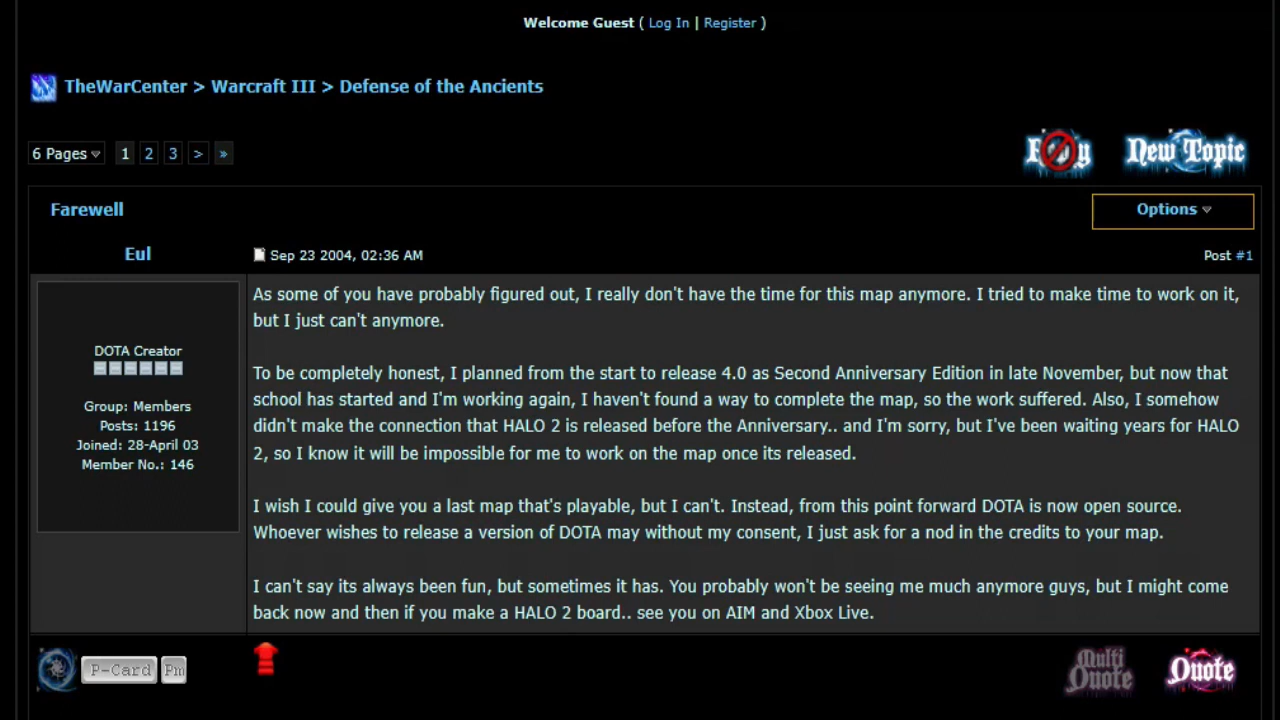 Welcome Guest ( Log In | Register )
TheWarCenter > Warcraft III > Defense of the Ancients
6 Pages 1 2 3 > »
New Topic
Farewell
Options
Eul
Sep 23 2004, 02:36 AM
Post #1
DOTA Creator
Group: Members
Posts: 1196
Joined: 28-April 03
Member No.: 146
As some of you have probably figured out, I really don't have the time for this map anymore. I tried to make time to work on it,
but I just can't anymore.
To be completely honest, I planned from the start to release 4.0 as Second Anniversary Edition in late November, but now that
school has started and I'm working again, I haven't found a way to complete the map, so the work suffered. Also, I somehow
didn't make the connection that HALO 2 is released before the Anniversary.. and I'm sorry, but I've been waiting years for HALO
2, so I know it will be impossible for me to work on the map once its released.
I wish I could give you a last map that's playable, but I can't. Instead, from this point forward DOTA is now open source.
Whoever wishes to release a version of DOTA may without my consent, I just ask for a nod in the credits to your map.
I can't say its always been fun, but sometimes it has. You probably won't be seeing me much anymore guys, but I might come
back now and then if you make a HALO 2 board.. see you on AIM and Xbox Live.
P-Card Pm
Multi
Quote
Quote